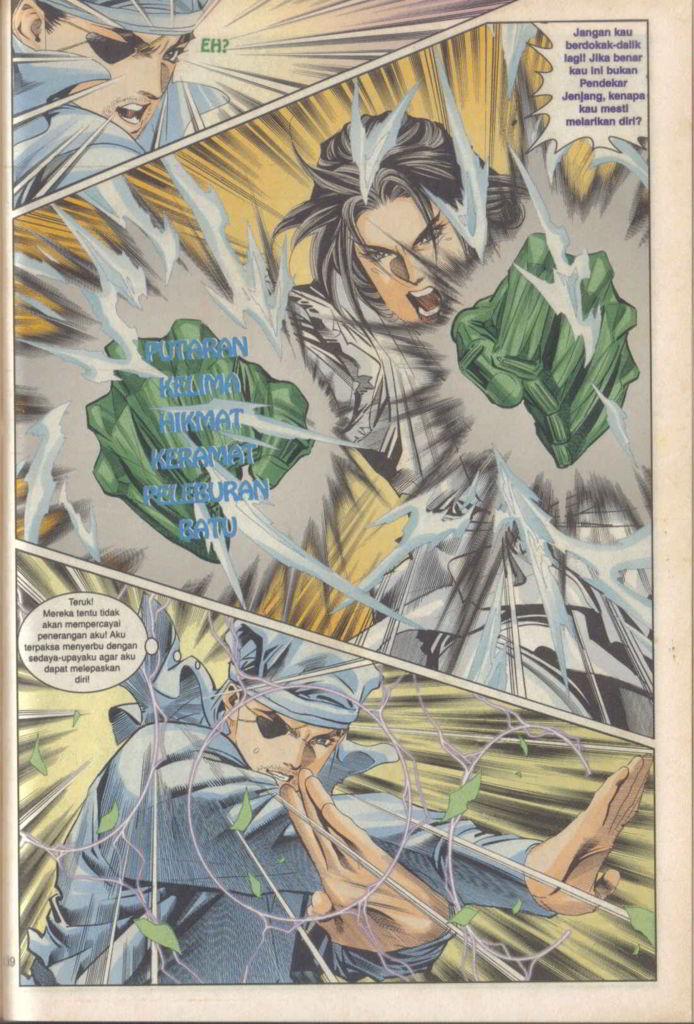 EH?
Jangan kau
berdokak-dalik
lagi! Jika benar
kau ini bukan
Pendekar
Jenjang, kenapa
kau mesti
melarikan diri?
PUTARAN
KELIMA
HIKMAT
KERAMAT
PELEBURAN
BATU
Teruk!
Mereka tentu tidak
akan mempercayai
penerangan aku! Aku
terpaksa menyerbu dengan
sedaya-upayaku agar aku
dapat melepaskan
diri!